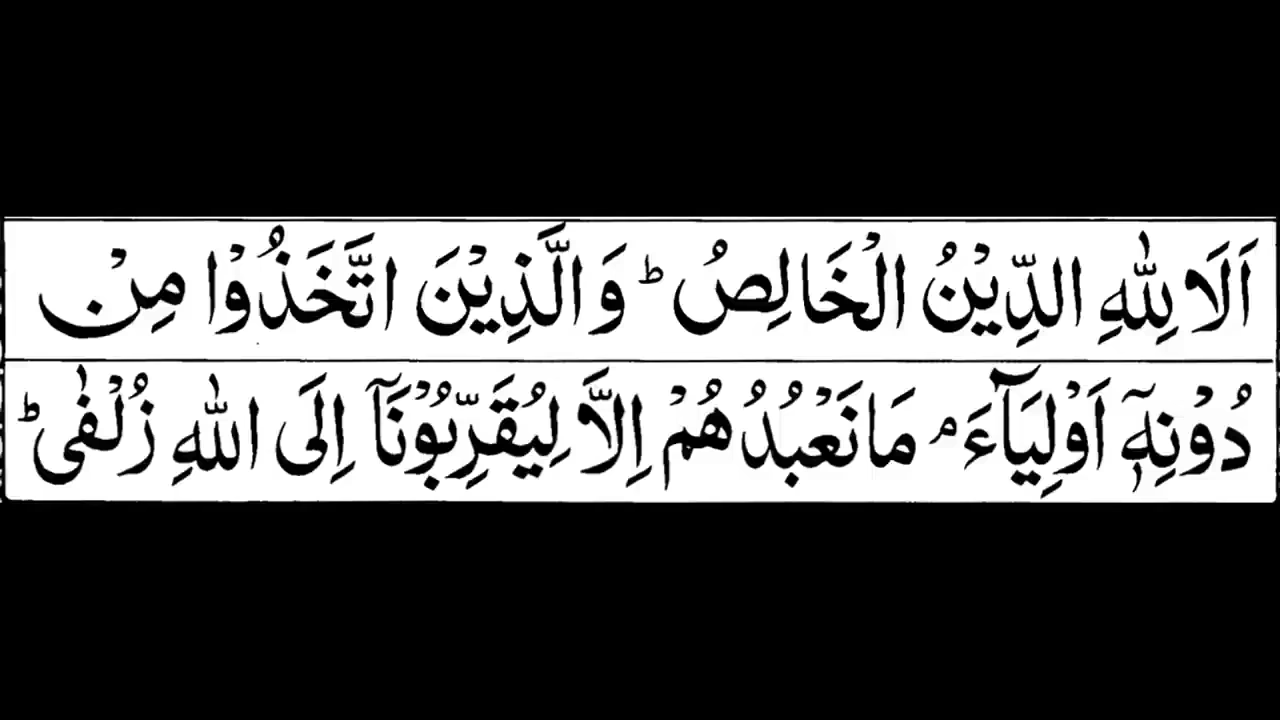 اَلَا لِلّٰهِ الدِّيْنُ الْخَالِصُ ؕ وَالَّذِيْنَ اتَّخَذُوْا مِنْ
دُوْنِهٖۤ اَوْلِيَآءَ ۘ مَا نَعْبُدُهُمْ اِلَّا لِيُقَرِّبُوْنَاۤ اِلَى اللّٰهِ زُلْفٰى ؕ